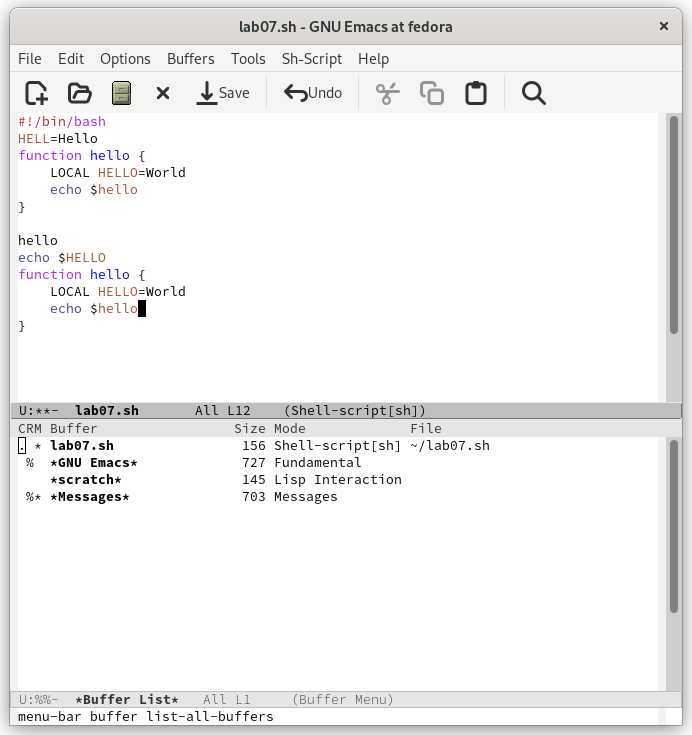 lab07.sh - GNU Emacs at fedora ×
File Edit Options Buffers Tools Sh-Script Help
Save Undo
#!/bin/bash
HELL=Hello
function hello {
    LOCAL HELLO=World
    echo $hello
}

hello
echo $HELLO
function hello {
    LOCAL HELLO=World
    echo $hello
}
U:**-  lab07.sh       All L12    (Shell-script[sh])
CRM Buffer                 Size Mode             File
. * lab07.sh                156 Shell-script[sh] ~/lab07.sh
 %  *GNU Emacs*             727 Fundamental
    *scratch*               145 Lisp Interaction
 %* *Messages*              703 Messages
U:%%-  *Buffer List*   All L1     (Buffer Menu)
menu-bar buffer list-all-buffers